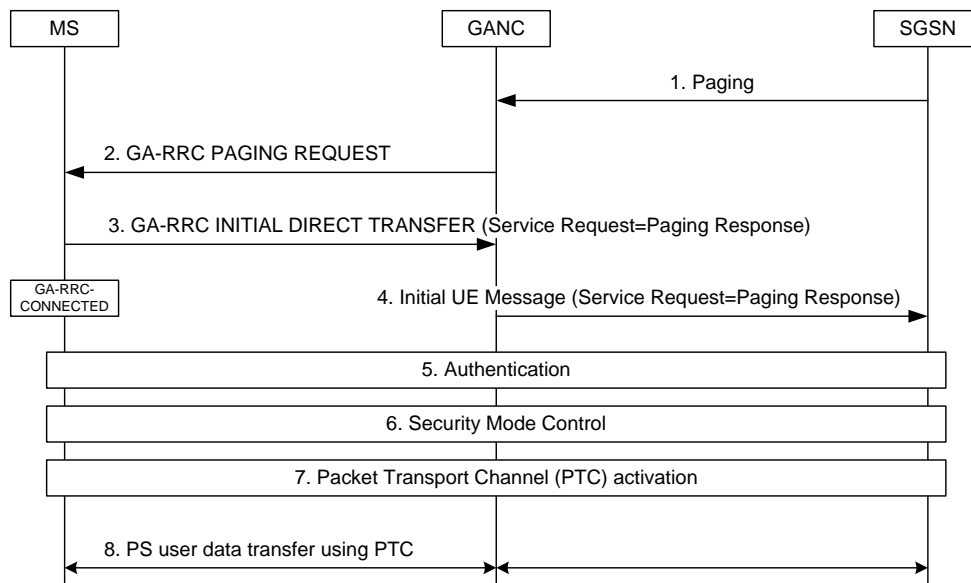 MS
GANC
SGSN
1. Paging
2. GA-RRC PAGING REQUEST
3. GA-RRC INITIAL DIRECT TRANSFER (Service Request=Paging Response)
GA-RRC-
CONNECTED
4. Initial UE Message (Service Request=Paging Response)
5. Authentication
6. Security Mode Control
7. Packet Transport Channel (PTC) activation
8. PS user data transfer using PTC